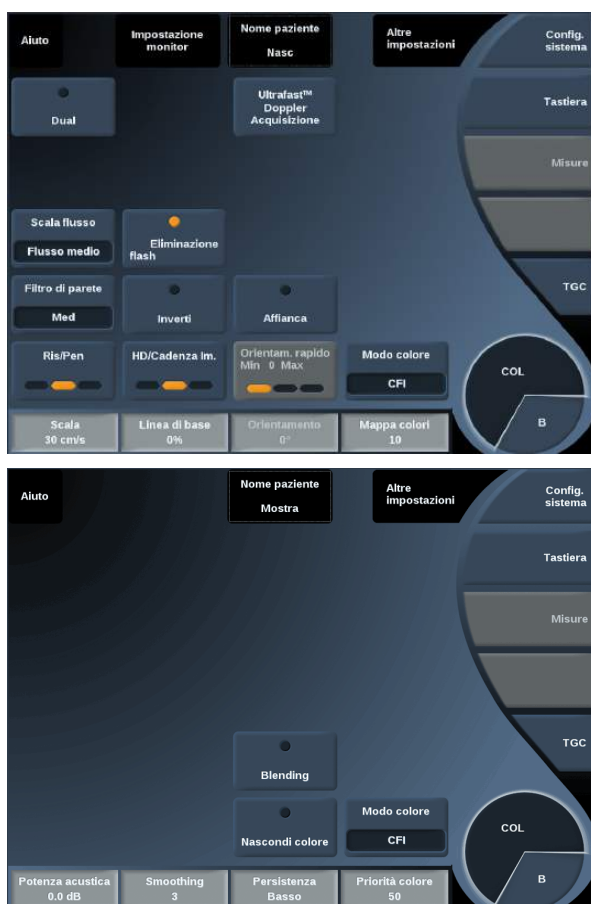 Aiuto
Impostazione
monitor
Nome paziente
Nasc
Altre
impostazioni
Config.
sistema
Dual
Ultrafast™
Doppler
Acquisizione
Tastiera
Misure
Scala flusso
Flusso medio
Eliminazione
flash
Filtro di parete
Med
Inverti
Affianca
TGC
Ris/Pen
HD/Cadenza Im.
Orientam. rapido
Min 0 Max
Modo colore
CFI
COL
B
Scala
30 cm/s
Linea di base
0%
Orientamento
0°
Mappa colori
10
Aiuto
Nome paziente
Mostra
Altre
impostazioni
Config.
sistema
Tastiera
Misure
TGC
Blending
Nascondi colore
Modo colore
CFI
COL
B
Potenza acustica
0.0 dB
Smoothing
3
Persistenza
Basso
Priorità colore
50